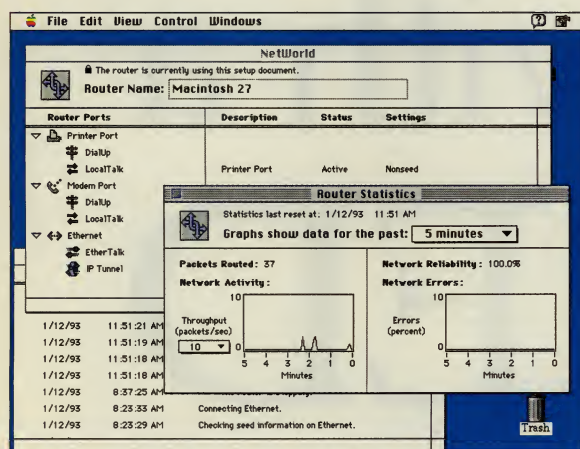 File Edit View Control Windows
NetWorld
The router is currently using this setup document.
Router Name: Macintosh 27
Router Ports Description Status Settings
Printer Port
DialUp
LocalTalk Printer Port Active Nonseed
Modem Port
DialUp
LocalTalk
Ethernet
EtherTalk
IP Tunnel
Router Statistics
Statistics last reset at: 1/12/93 11:51 AM
Graphs show data for the past: 5 minutes
Packets Routed: 37
Network Activity:
10
Throughput
(packets/sec)
10
0
5 4 3 2 1 0
Minutes
Network Reliability: 100.0%
Network Errors:
10
Errors
(percent)
0
5 4 3 2 1 0
Minutes
1/12/93 11:51:21 AM
1/12/93 11:51:19 AM
1/12/93 11:51:18 AM
1/12/93 11:51:18 AM
1/12/93 8:37:25 AM
1/12/93 8:23:33 AM Connecting Ethernet.
1/12/93 8:23:29 AM Checking seed information on Ethernet.
Trash